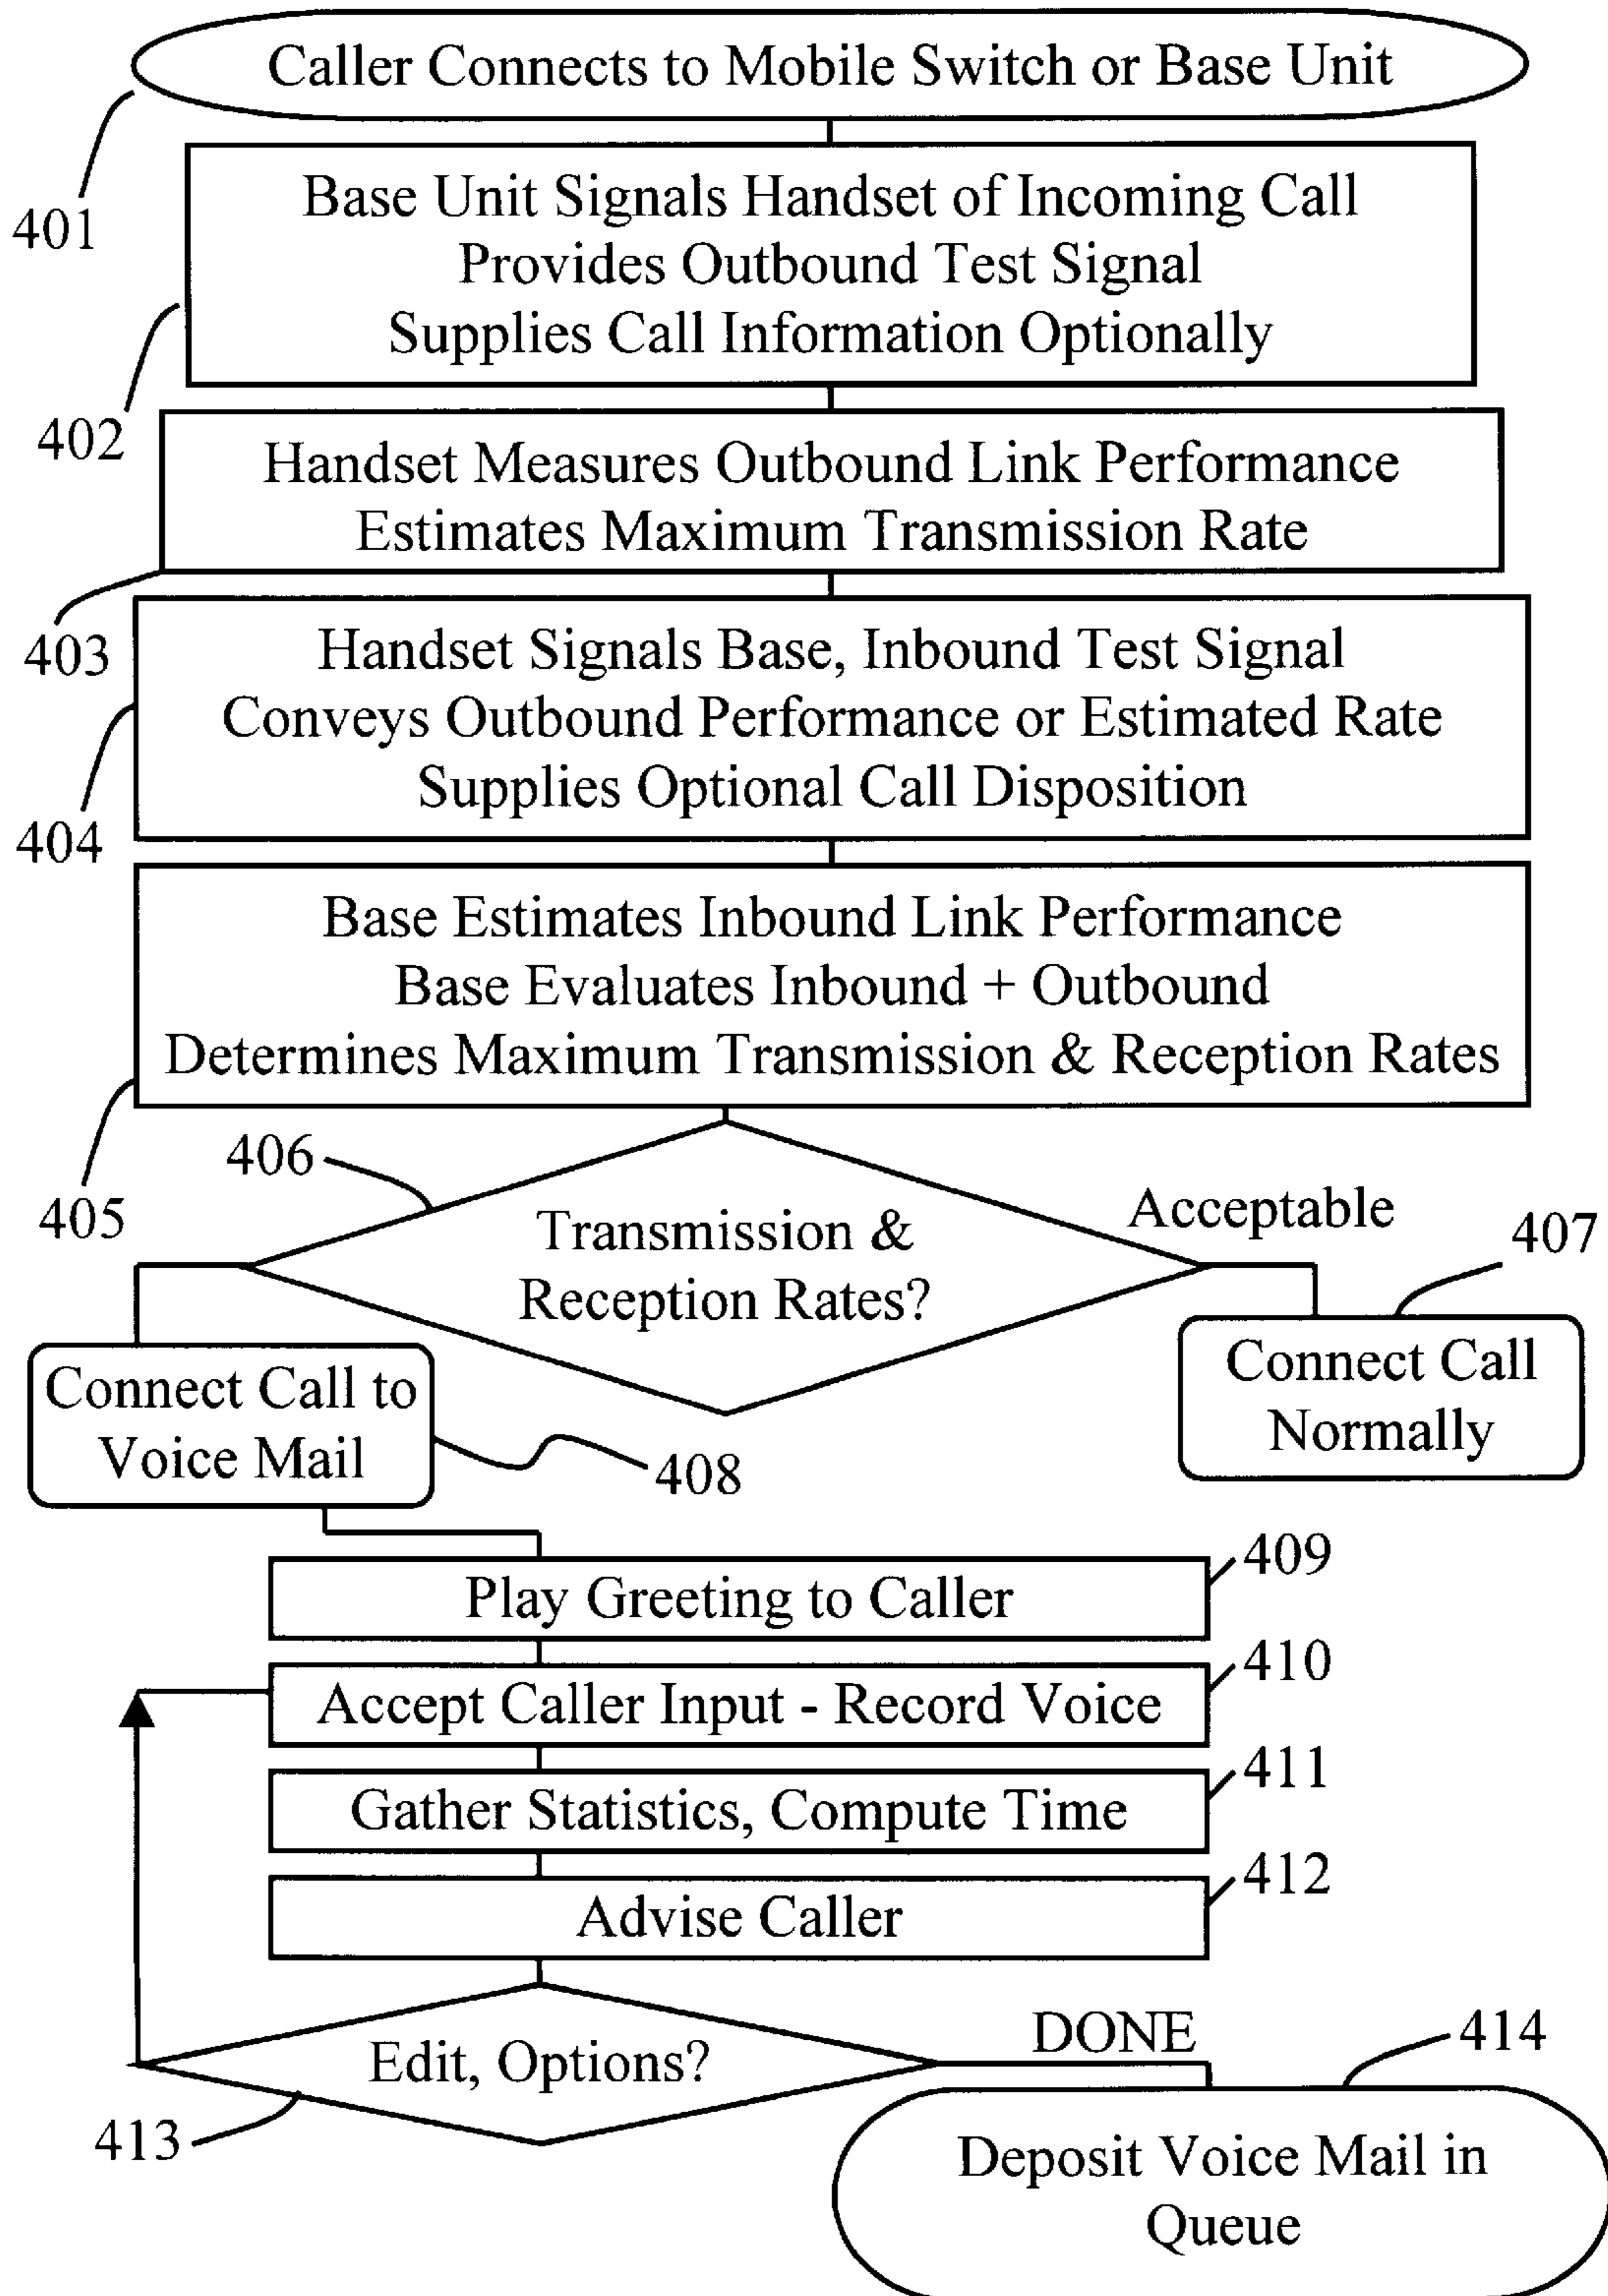 Caller Connects to Mobile Switch or Base Unit
401
Base Unit Signals Handset of Incoming Call
Provides Outbound Test Signal
Supplies Call Information Optionally
402
Handset Measures Outbound Link Performance
Estimates Maximum Transmission Rate
403
Handset Signals Base, Inbound Test Signal
Conveys Outbound Performance or Estimated Rate
Supplies Optional Call Disposition
404
Base Estimates Inbound Link Performance
Base Evaluates Inbound + Outbound
Determines Maximum Transmission & Reception Rates
405
406
Transmission &
Reception Rates?
Acceptable
407
Connect Call
Normally
Connect Call to
Voice Mail
408
409
Play Greeting to Caller
410
Accept Caller Input - Record Voice
411
Gather Statistics, Compute Time
412
Advise Caller
Edit, Options?
DONE
413
414
Deposit Voice Mail in
Queue